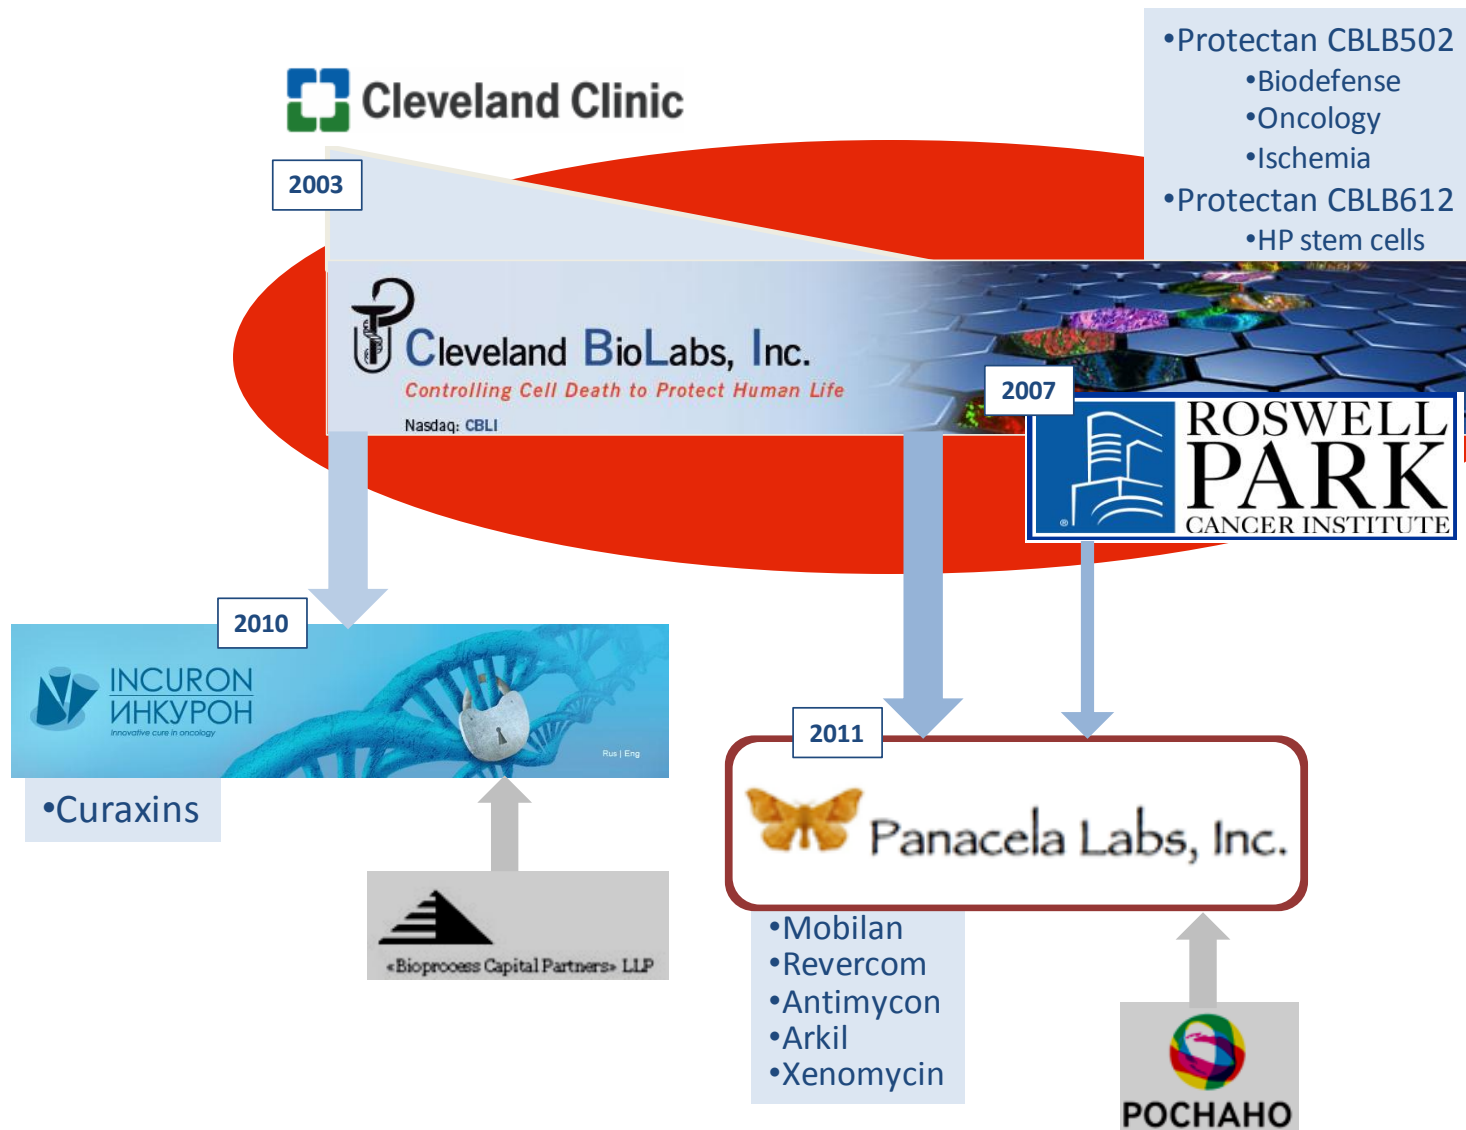 •Protectan CBLB502
•Biodefense
•Oncology
•Ischemia
•Protectan CBLB612
•HP stem cells
Cleveland Clinic
2003
Cleveland BioLabs, Inc.
Controlling Cell Death to Protect Human Life
Nasdaq: CBLI
2007
ROSWELL
PARK
CANCER INSTITUTE
®
2010
INCURON
ИНКУРОН
innovative cure in oncology
Rus | Eng
•Curaxins
«Bioprocess Capital Partners» LLP
2011
Panacela Labs, Inc.
•Mobilan
•Revercom
•Antimycon
•Arkil
•Xenomycin
РОСНАНО